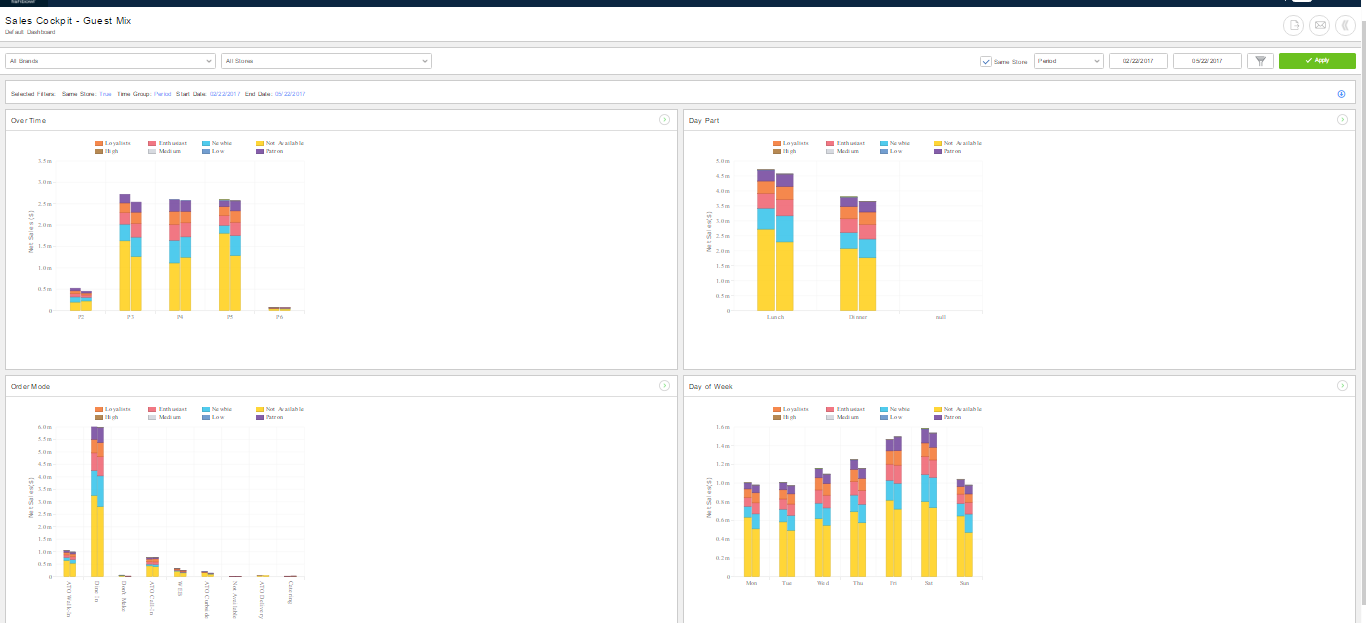 Sales Cockpit - Guest Mix
Default Dashboard
All Brands
All Stores
Same Store
Period
02/22/2017
05/22/2017
Apply
Selected Filters: Same Store: True Time Group: Period Start Date: 02/22/2017 End Date: 05/22/2017
Over Time
Loyalists Enthusiast Newbie Not Available
High Medium Low Patron
Net Sales($)
3.5m
3.0m
2.5m
2.0m
1.5m
1.0m
0.5m
0
P2 P3 P4 P5 P6
Day Part
Loyalists Enthusiast Newbie Not Available
High Medium Low Patron
Net Sales($)
5.0m
4.5m
4.0m
3.5m
3.0m
2.5m
2.0m
1.5m
1.0m
0.5m
0
Lunch Dinner null
Order Mode
Loyalists Enthusiast Newbie Not Available
High Medium Low Patron
Net Sales($)
6.0m
5.5m
5.0m
4.5m
4.0m
3.5m
3.0m
2.5m
2.0m
1.5m
1.0m
0.5m
0
ATO Walk-in
Dine In
ATO Call-in
WEB
ATO Curbside
Not Available
ATO Delivery
Catering
Day of Week
Loyalists Enthusiast Newbie Not Available
High Medium Low Patron
Net Sales($)
1.6m
1.4m
1.2m
1.0m
0.8m
0.6m
0.4m
0.2m
0
Mon Tue Wed Thu Fri Sat Sun